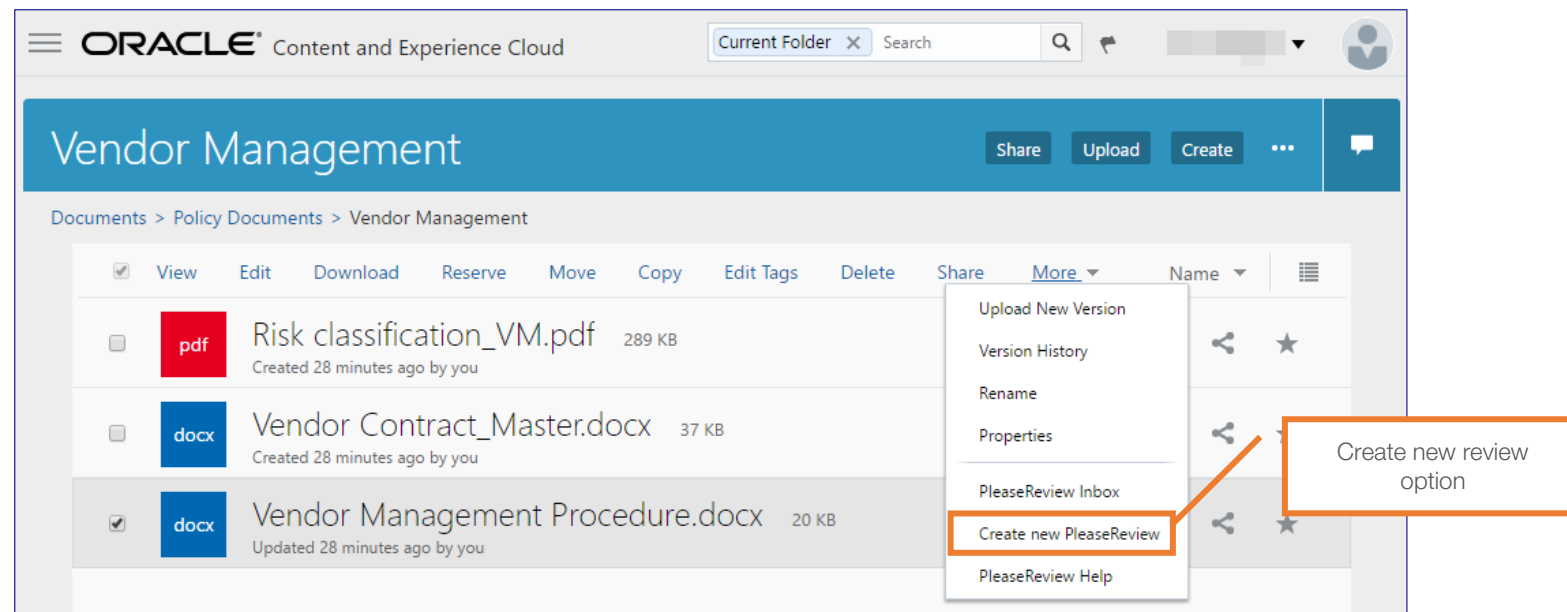 ORACLE® Content and Experience Cloud
Current Folder Search
Vendor Management
Share Upload Create
Documents > Policy Documents > Vendor Management
View Edit Download Reserve Move Copy Edit Tags Delete Share More Name
pdf
Risk classification_VM.pdf 289 KB
Created 28 minutes ago by you
docx
Vendor Contract_Master.docx 37 KB
Created 28 minutes ago by you
docx
Vendor Management Procedure.docx 20 KB
Updated 28 minutes ago by you
Upload New Version
Version History
Rename
Properties
PleaseReview Inbox
Create new PleaseReview
PleaseReview Help
Create new review
option